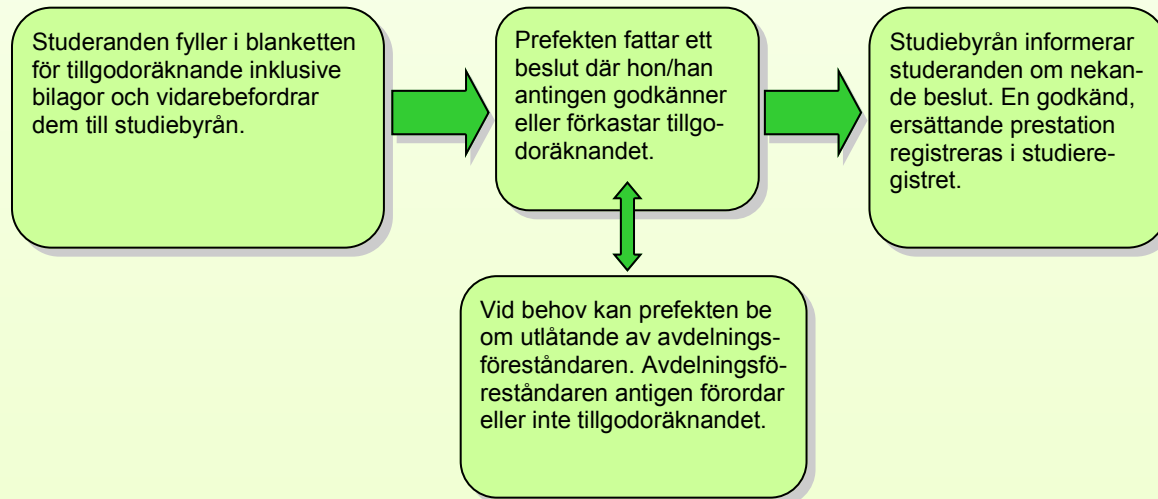 Studeranden fyller i blanketten
för tillgodoräknande inklusive
bilagor och vidarebefordrar
dem till studiebyrån.
Prefekten fattar ett
beslut där hon/han
antingen godkänner
eller förkastar tillgo-
doräknandet.
Studiebyrån informerar
studeranden om nekan-
de beslut. En godkänd,
ersättande prestation
registreras i studiere-
gistret.
Vid behov kan prefekten be
om utlåtande av avdelnings-
föreståndaren. Avdelningsfö-
reståndaren antigen förordar
eller inte tillgodoräknandet.